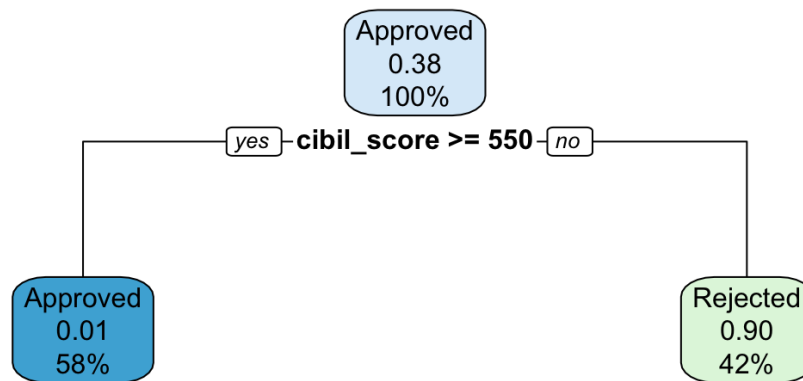 Approved
0.38
100%
yes cibil_score >= 550 no
Approved
0.01
58%
Rejected
0.90
42%